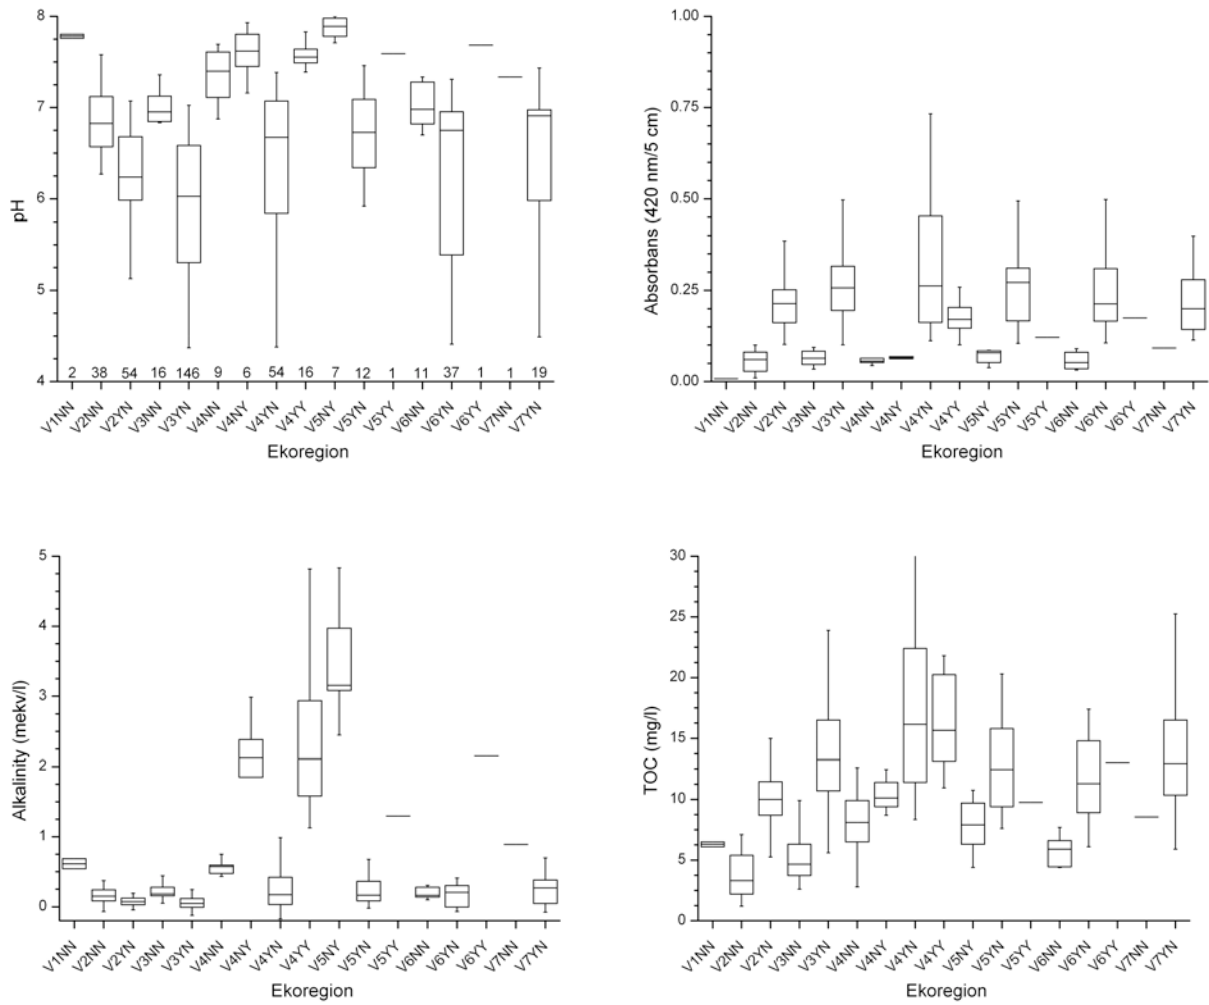 pH
8
7
6
5
4
2 38 54 16 146 9 6 54 16 7 12 1 11 37 1 1 19
V1NN V2NN V2YN V3NN V3YN V4NN V4NY V4YN V4YY V5NY V5YN V5YY V6NN V6YN V6YY V7NN V7YN
Ekoregion
Absorbans (420 nm/5 cm)
1.00
0.75
0.50
0.25
0.00
V1NN V2NN V2YN V3NN V3YN V4NN V4NY V4YN V4YY V5NY V5YN V5YY V6NN V6YN V6YY V7NN V7YN
Ekoregion
Alkalinity (mekv/l)
5
4
3
2
1
0
V1NN V2NN V2YN V3NN V3YN V4NN V4NY V4YN V4YY V5NY V5YN V5YY V6NN V6YN V6YY V7NN V7YN
Ekoregion
TOC (mg/l)
30
25
20
15
10
5
0
V1NN V2NN V2YN V3NN V3YN V4NN V4NY V4YN V4YY V5NY V5YN V5YY V6NN V6YN V6YY V7NN V7YN
Ekoregion